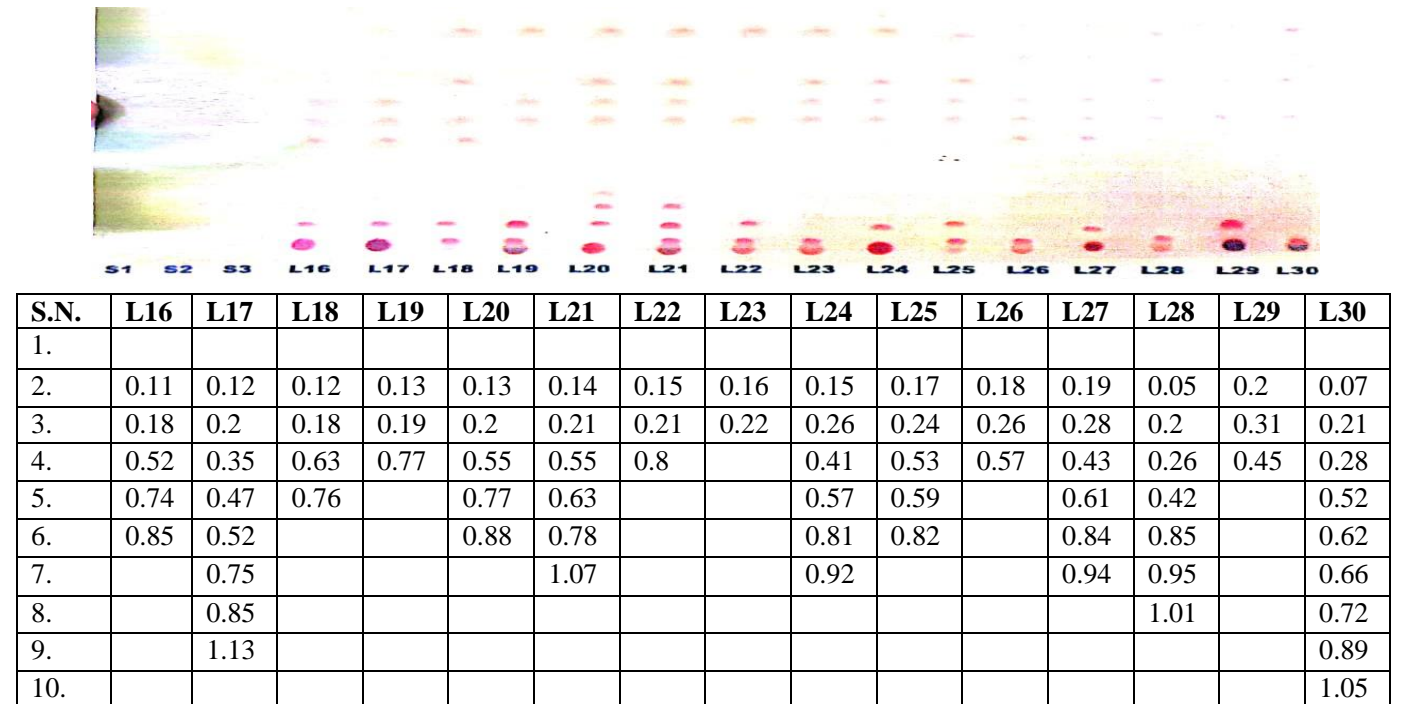 S1 S2 S3 L16 L17 L18 L19 L20 L21 L22 L23 L24 L25 L26 L27 L28 L29 L30
S.N. L16 L17 L18 L19 L20 L21 L22 L23 L24 L25 L26 L27 L28 L29 L30
1.
2. 0.11 0.12 0.12 0.13 0.13 0.14 0.15 0.16 0.15 0.17 0.18 0.19 0.05 0.2 0.07
3. 0.18 0.2 0.18 0.19 0.2 0.21 0.21 0.22 0.26 0.24 0.26 0.28 0.2 0.31 0.21
4. 0.52 0.35 0.63 0.77 0.55 0.55 0.8 0.41 0.53 0.57 0.43 0.26 0.45 0.28
5. 0.74 0.47 0.76 0.77 0.63 0.57 0.59 0.61 0.42 0.52
6. 0.85 0.52 0.88 0.78 0.81 0.82 0.84 0.85 0.62
7. 0.75 1.07 0.92 0.94 0.95 0.66
8. 0.85 1.01 0.72
9. 1.13 0.89
10. 1.05